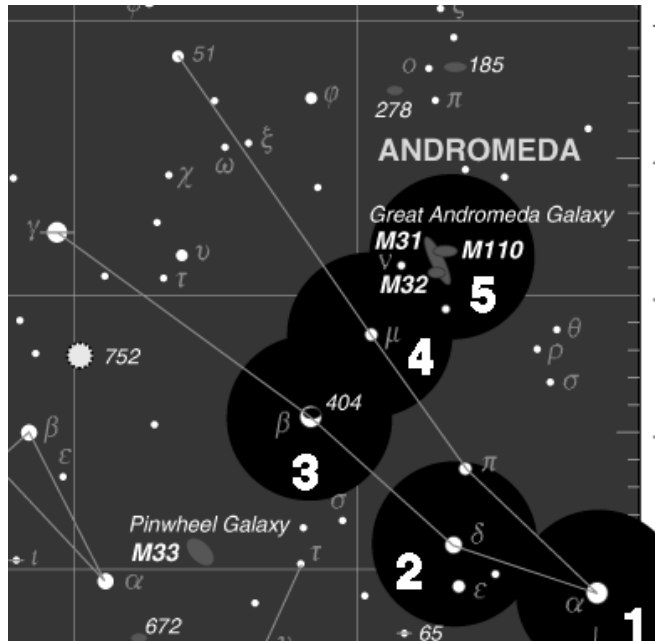 φ
ζ
51
ο
185
278
π
φ
ξ
ω
ANDROMEDA
χ
Great Andromeda Galaxy
γ
M31
M110
υ
ν
M32
τ
5
θ
μ
4
ρ
752
σ
404
β
β
3
ε
π
σ
Pinwheel Galaxy
δ
M33
τ
2
ι
α
ε
α
1
672
υ
65